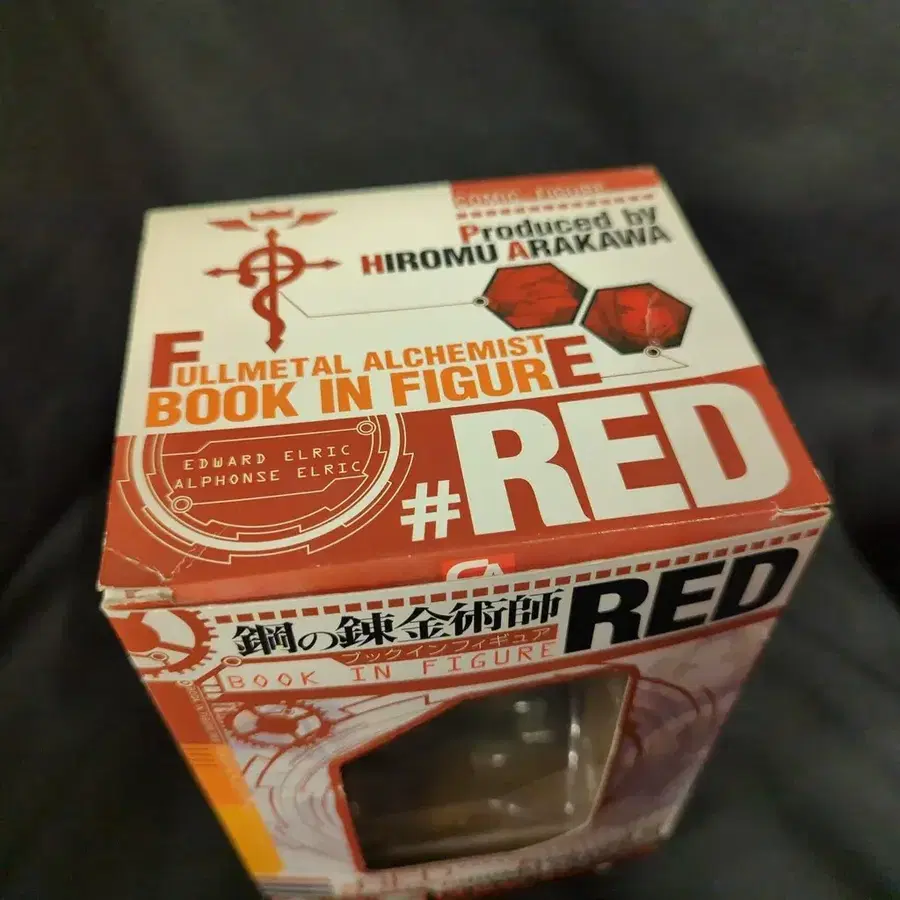 COMIC FIGURE
Produced by
HIROMU ARAKAWA
FULLMETAL ALCHEMIST
BOOK IN FIGURE
EDWARD ELRIC
ALPHONSE ELRIC
#RED
鋼の錬金術師
RED
ブックインフィギュア
BOOK IN FIGURE